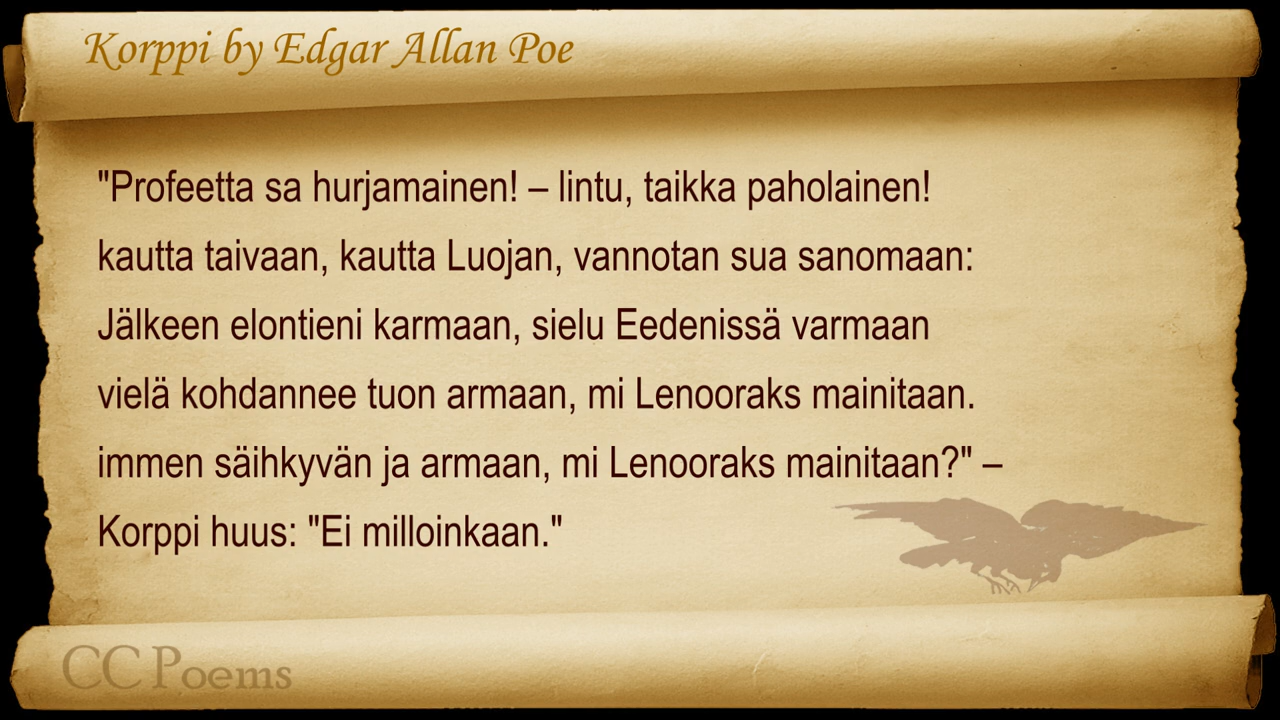 Korppi by Edgar Allan Poe
"Profeetta sa hurjamainen! – lintu, taikka paholainen!
kautta taivaan, kautta Luojan, vannotan sua sanomaan:
Jälkeen elontieni karmaan, sielu Eedenissä varmaan
vielä kohdannee tuon armaan, mi Lenooraks mainitaan.
immen säihkyvän ja armaan, mi Lenooraks mainitaan?" –
Korppi huus: "Ei milloinkaan."
CC Poems